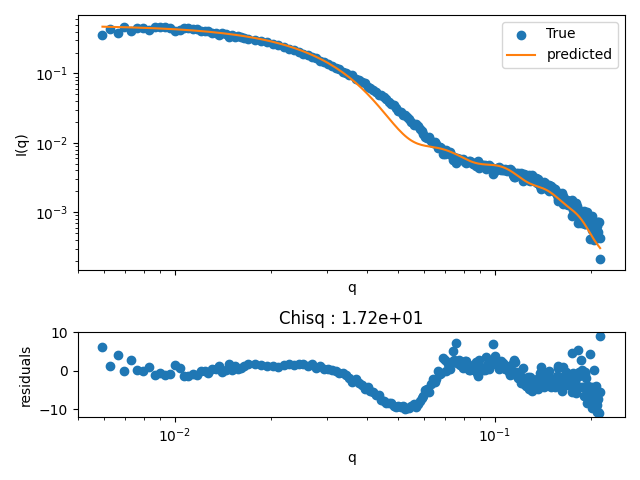 True
predicted
I(q)
10⁻¹
10⁻²
10⁻³
q
Chisq : 1.72e+01
residuals
10
0
−10
10⁻²
10⁻¹
q